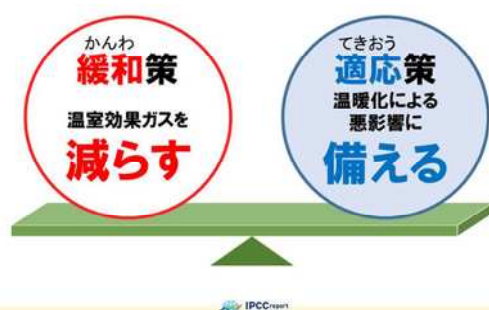 かんわ
緩和策
温室効果ガスを
減らす
てきおう
適応策
温暖化による
悪影響に
備える
IPCC report